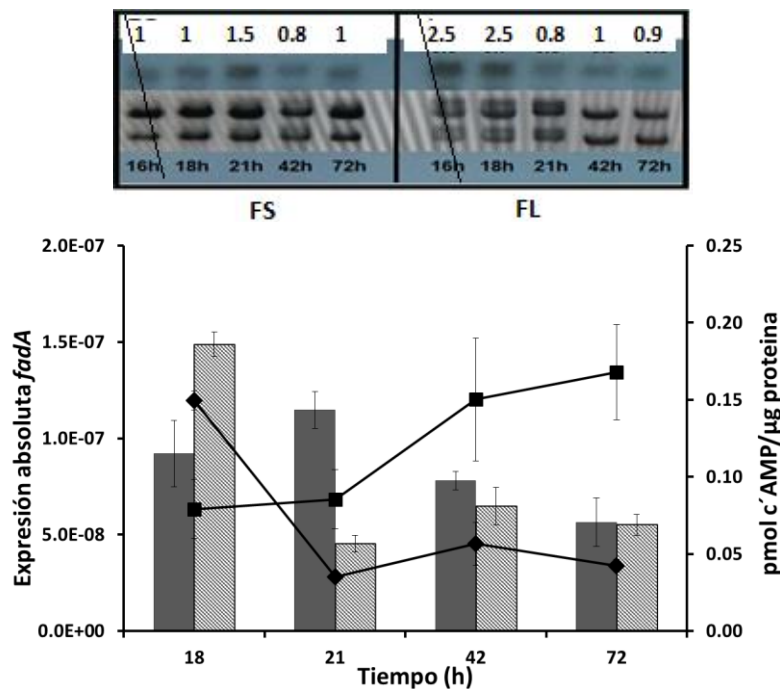 1 1 1.5 0.8 1 2.5 2.5 0.8 1 0.9
16h 18h 21h 42h 72h 16h 18h 21h 42h 72h
FS FL
2.0E-07 0.25
0.20
1.5E-07
0.15
1.0E-07
0.10
5.0E-08
0.05
0.0E+00 0.00
Expresión absoluta fadA
pmol c´AMP/µg proteina
18 21 42 72
Tiempo (h)